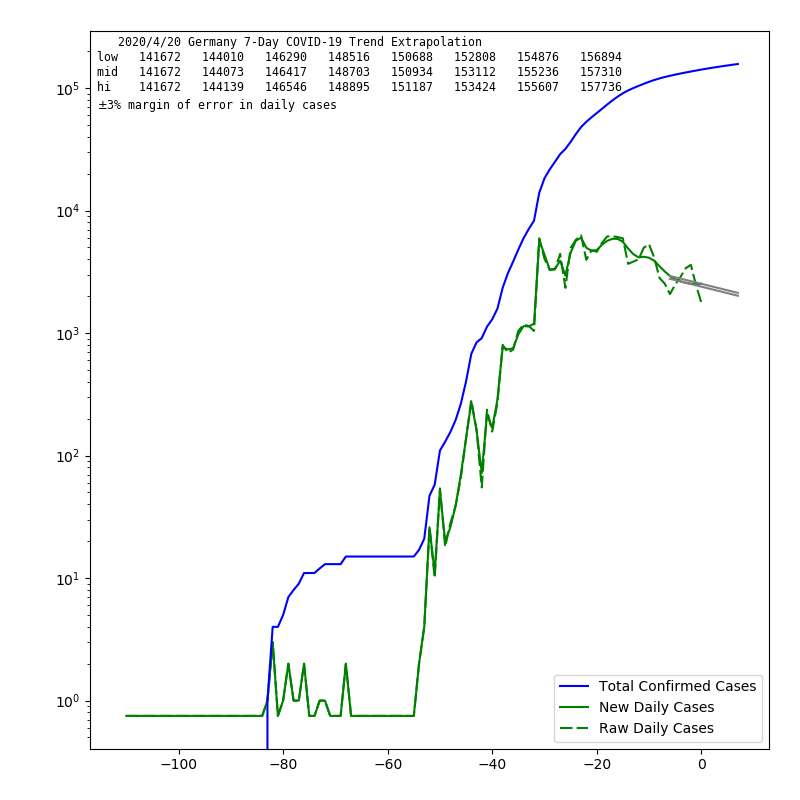 2020/4/20 Germany 7-Day COVID-19 Trend Extrapolation
low 141672 144010 146290 148516 150688 152808 154876 156894
mid 141672 144073 146417 148703 150934 153112 155236 157310
hi 141672 144139 146546 148895 151187 153424 155607 157736
±3% margin of error in daily cases
10⁵
10⁴
10³
10²
10¹
10⁰
Total Confirmed Cases
New Daily Cases
Raw Daily Cases
−100 −80 −60 −40 −20 0